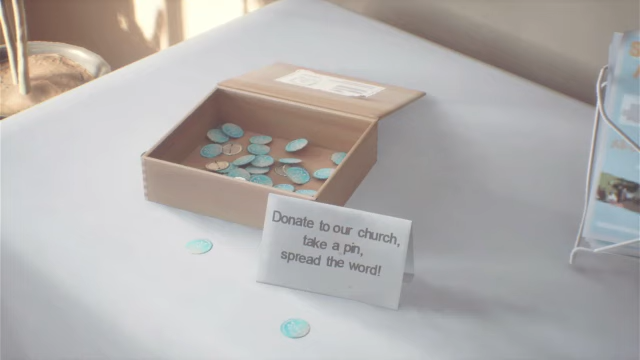 Donate to our church,
take a pin,
spread the word!